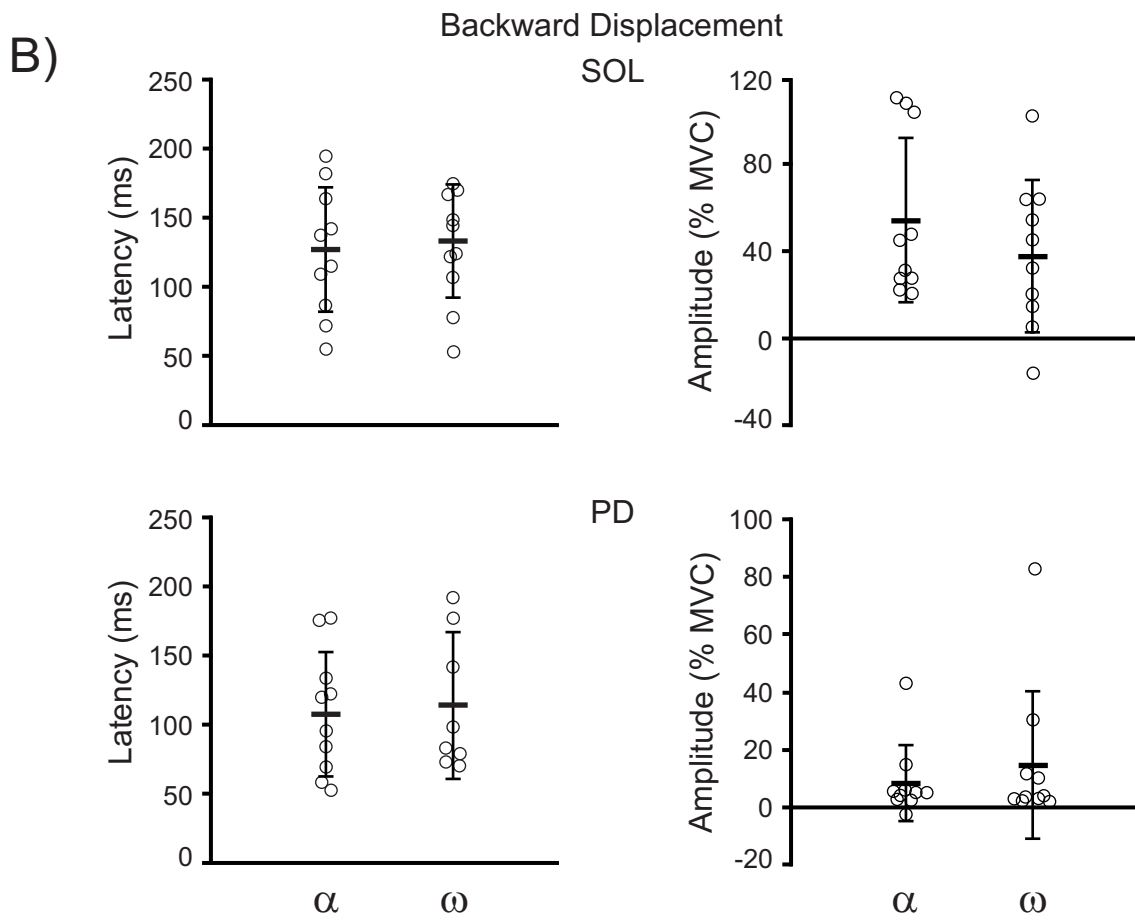 Backward Displacement
B)
SOL
Latency (ms)
250
200
150
100
50
0
Amplitude (% MVC)
120
80
40
0
-40
PD
Latency (ms)
250
200
150
100
50
0
α
ω
Amplitude (% MVC)
100
80
60
40
20
0
-20
α
ω